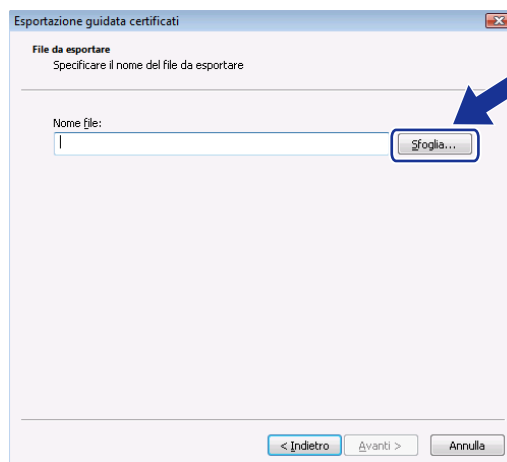 Esportazione guidata certificati
File da esportare
Specificare il nome del file da esportare
Nome file:
Sfoglia...
< Indietro Avanti > Annulla